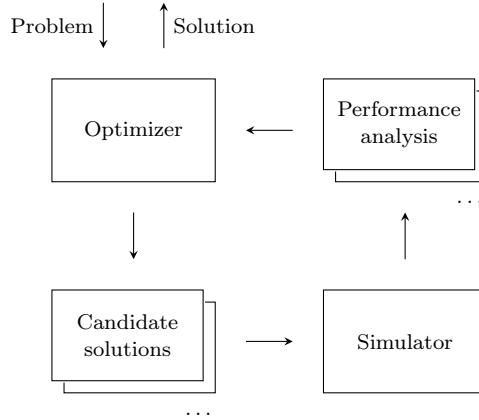 Problem
Solution
Optimizer
Performance
analysis
...
Candidate
solutions
Simulator
...